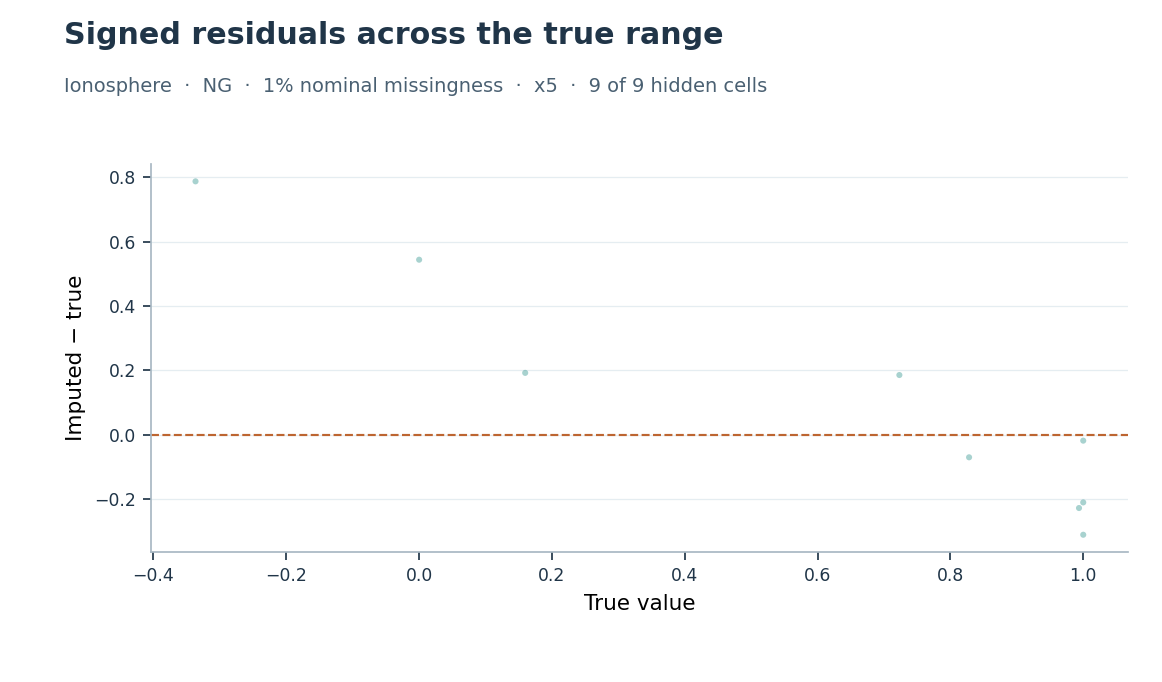 Signed residuals across the true range
Ionosphere · NG · 1% nominal missingness · x5 · 9 of 9 hidden cells
Imputed − true
0.8
0.6
0.4
0.2
0.0
−0.2
−0.4 −0.2 0.0 0.2 0.4 0.6 0.8 1.0
True value